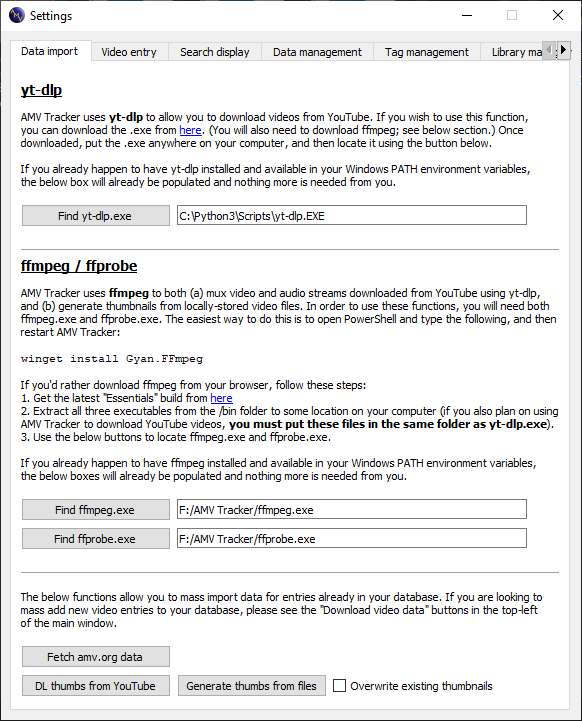 Settings
Data import
Video entry
Search display
Data management
Tag management
Library ma
yt-dlp
AMV Tracker uses yt-dlp to allow you to download videos from YouTube. If you wish to use this function,
you can download the .exe from here. (You will also need to download ffmpeg; see below section.) Once
downloaded, put the .exe anywhere on your computer, and then locate it using the button below.
If you already happen to have yt-dlp installed and available in your Windows PATH environment variables,
the below box will already be populated and nothing more is needed from you.
Find yt-dlp.exe
C:\Python3\Scripts\yt-dlp.EXE
ffmpeg / ffprobe
AMV Tracker uses ffmpeg to both (a) mux video and audio streams downloaded from YouTube using yt-dlp,
and (b) generate thumbnails from locally-stored video files. In order to use these functions, you will need both
ffmpeg.exe and ffprobe.exe. The easiest way to do this is to open PowerShell and type the following, and then
restart AMV Tracker:
winget install Gyan.FFmpeg
If you'd rather download ffmpeg from your browser, follow these steps:
1. Get the latest "Essentials" build from here
2. Extract all three executables from the /bin folder to some location on your computer (if you also plan on using
AMV Tracker to download YouTube videos, you must put these files in the same folder as yt-dlp.exe).
3. Use the below buttons to locate ffmpeg.exe and ffprobe.exe.
If you already happen to have ffmpeg installed and available in your Windows PATH environment variables,
the below boxes will already be populated and nothing more is needed from you.
Find ffmpeg.exe
F:/AMV Tracker/ffmpeg.exe
Find ffprobe.exe
F:/AMV Tracker/ffprobe.exe
The below functions allow you to mass import data for entries already in your database. If you are looking to
mass add new video entries to your database, please see the "Download video data" buttons in the top-left
of the main window.
Fetch amv.org data
DL thumbs from YouTube
Generate thumbs from files
Overwrite existing thumbnails